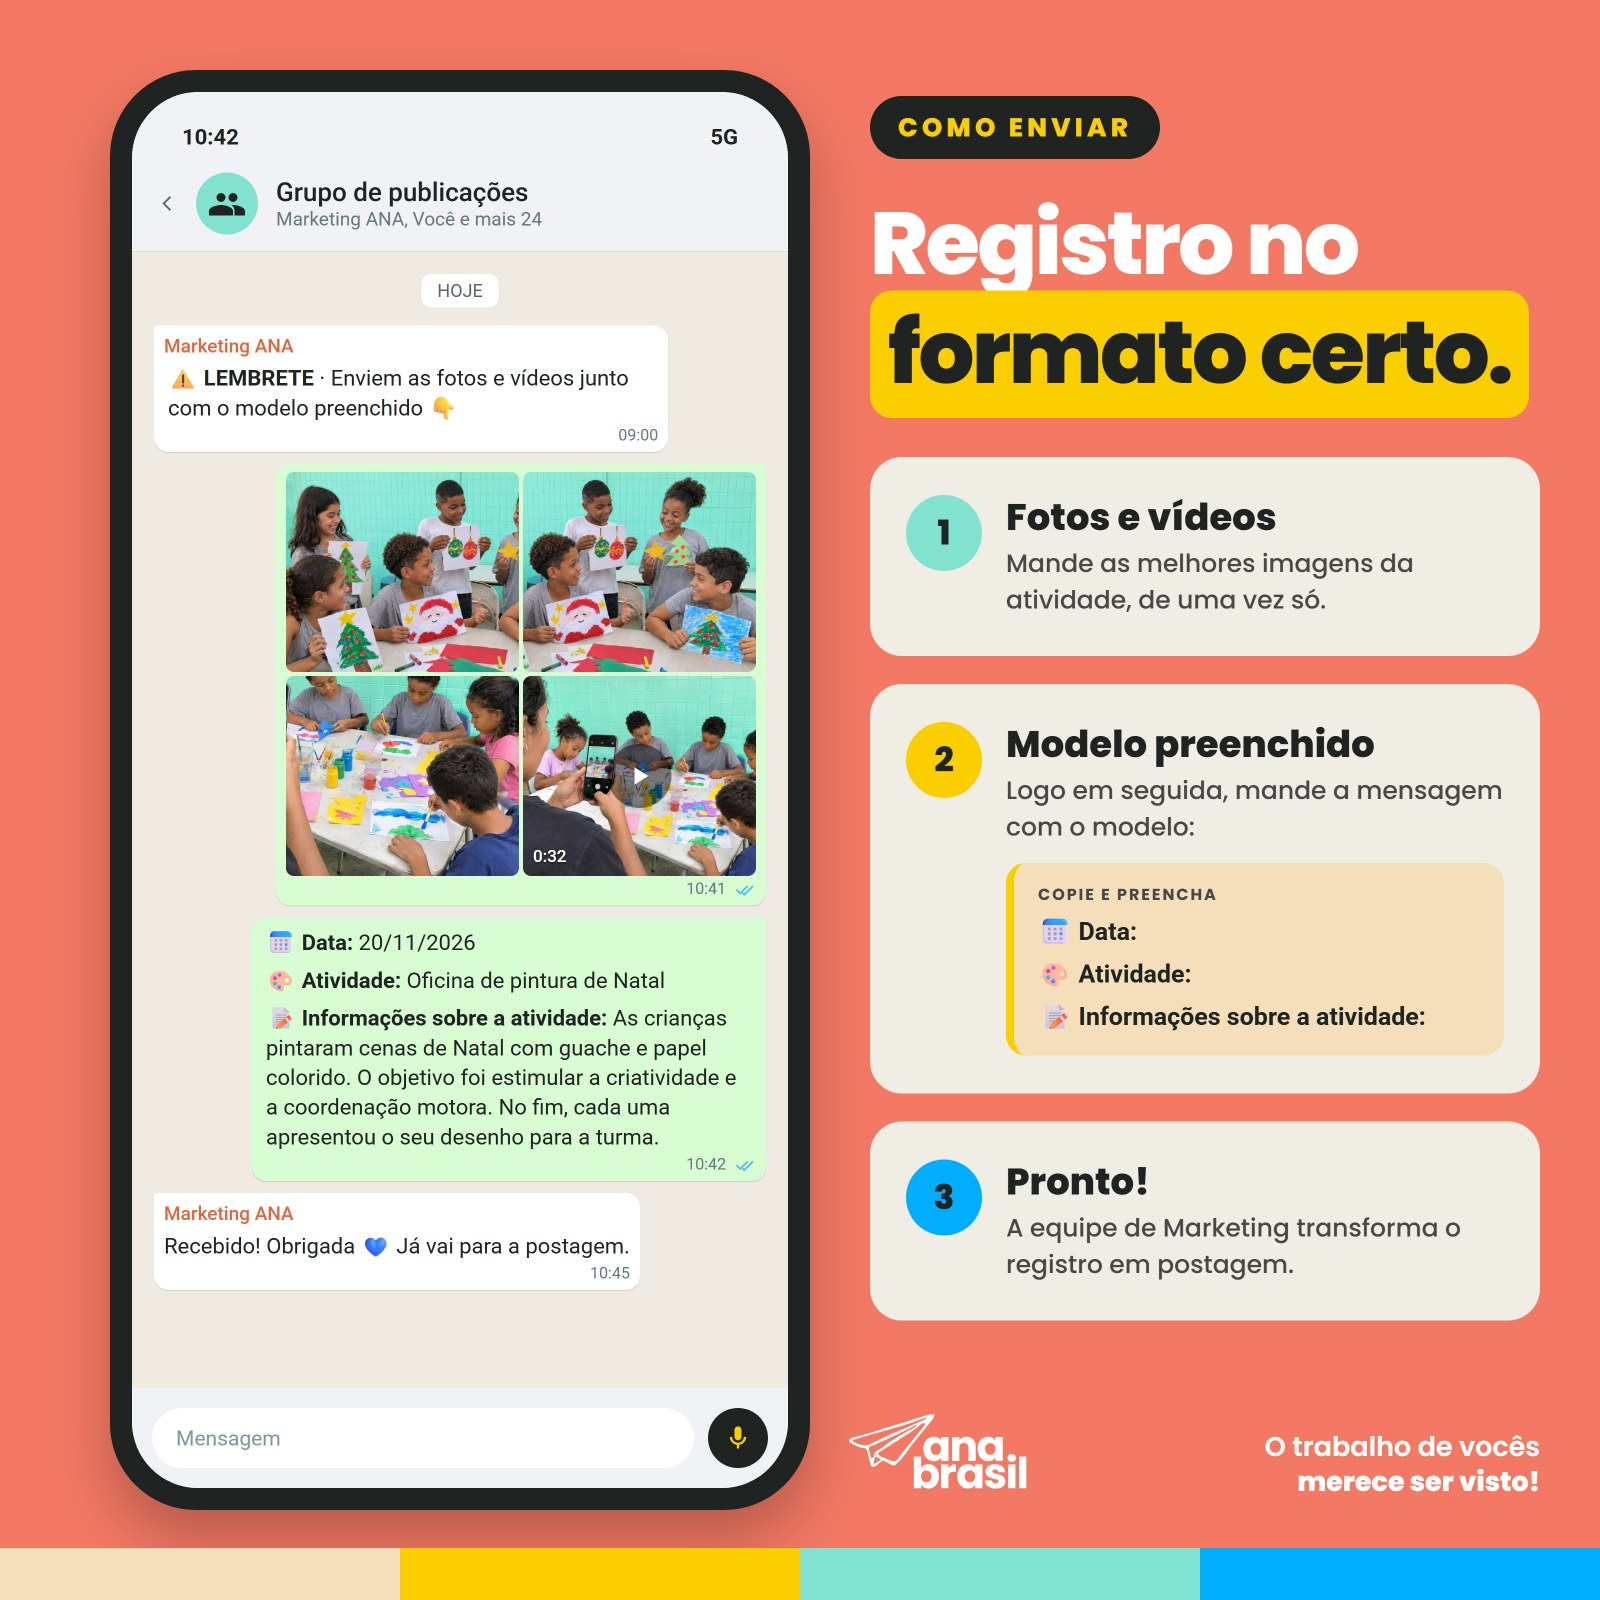 10:42
5G
Grupo de publicações
Marketing ANA, Você e mais 24
HOJE
Marketing ANA
⚠️ LEMBRETE · Enviem as fotos e vídeos junto
com o modelo preenchido 👇
09:00
0:32
10:41
📅 Data: 20/11/2026
🎨 Atividade: Oficina de pintura de Natal
📝 Informações sobre a atividade: As crianças
pintaram cenas de Natal com guache e papel
colorido. O objetivo foi estimular a criatividade e
a coordenação motora. No fim, cada uma
apresentou o seu desenho para a turma.
10:42
Marketing ANA
Recebido! Obrigada 💙 Já vai para a postagem.
10:45
Mensagem
COMO ENVIAR
Registro no
formato certo.
1
Fotos e vídeos
Mande as melhores imagens da
atividade, de uma vez só.
2
Modelo preenchido
Logo em seguida, mande a mensagem
com o modelo:
COPIE E PREENCHA
📅 Data:
🎨 Atividade:
📝 Informações sobre a atividade:
3
Pronto!
A equipe de Marketing transforma o
registro em postagem.
ana
brasil
O trabalho de vocês
merece ser visto!